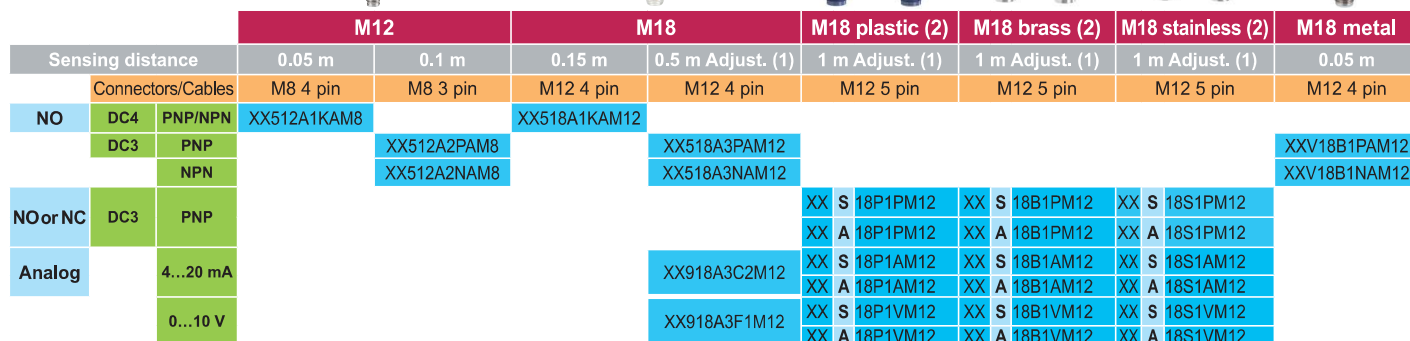 M12 M18 M18 plastic (2) M18 brass (2) M18 stainless (2) M18 metal
Sensing distance 0.05 m 0.1 m 0.15 m 0.5 m Adjust. (1) 1 m Adjust. (1) 1 m Adjust. (1) 1 m Adjust. (1) 0.05 m
Connectors/Cables M8 4 pin M8 3 pin M12 4 pin M12 4 pin M12 5 pin M12 5 pin M12 5 pin M12 4 pin
NO DC4 PNP/NPN XX512A1KAM8 XX518A1KAM12
DC3 PNP XX512A2PAM8 XX518A3PAM12 XXV18B1PAM12
NPN XX512A2NAM8 XX518A3NAM12 XXV18B1NAM12
NO or NC DC3 PNP XX S 18P1PM12 XX S 18B1PM12 XX S 18S1PM12
XX A 18P1PM12 XX A 18B1PM12 XX A 18S1PM12
Analog 4...20 mA XX918A3C2M12 XX S 18P1AM12 XX S 18B1AM12 XX S 18S1AM12
XX A 18P1AM12 XX A 18B1AM12 XX A 18S1AM12
0...10 V XX918A3F1M12 XX S 18P1VM12 XX S 18B1VM12 XX S 18S1VM12
XX A 18P1VM12 XX A 18B1VM12 XX A 18S1VM12